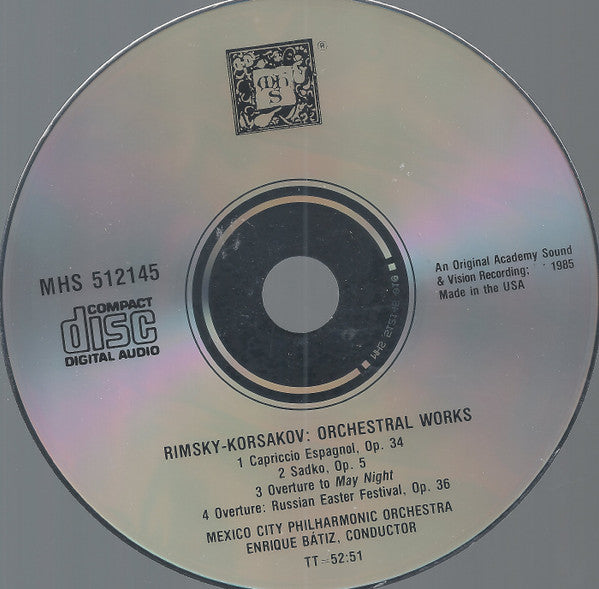 MHS
®
MHS 512145
COMPACT
disc
DIGITAL AUDIO
An Original Academy Sound
& Vision Recording: 1985
Made in the USA
RIMSKY-KORSAKOV: ORCHESTRAL WORKS
1 Capriccio Espagnol, Op. 34
2 Sadko, Op. 5
3 Overture to May Night
4 Overture: Russian Easter Festival, Op. 36
MEXICO CITY PHILHARMONIC ORCHESTRA
ENRIQUE BÁTIZ, CONDUCTOR
TT-52:51